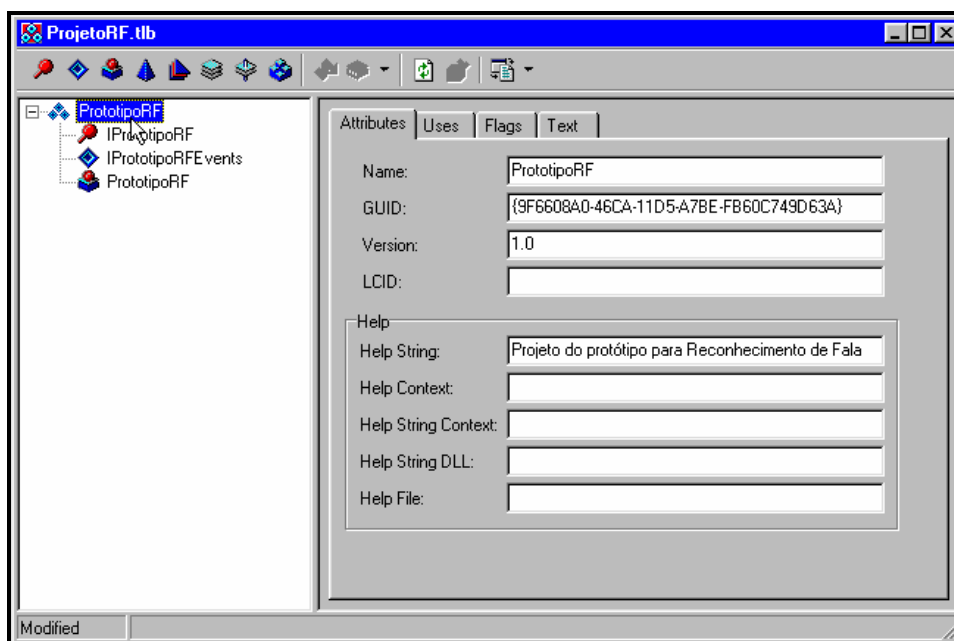 ProjetoRF.tlb
PrototipoRF
IPrototipoRF
IPrototipoRFEvents
PrototipoRF
Attributes
Uses
Flags
Text
Name:
PrototipoRF
GUID:
{9F6608A0-46CA-11D5-A7BE-FB60C749D63A}
Version:
1.0
LCID:
Help
Help String:
Projeto do protótipo para Reconhecimento de Fala
Help Context:
Help String Context:
Help String DLL:
Help File:
Modified